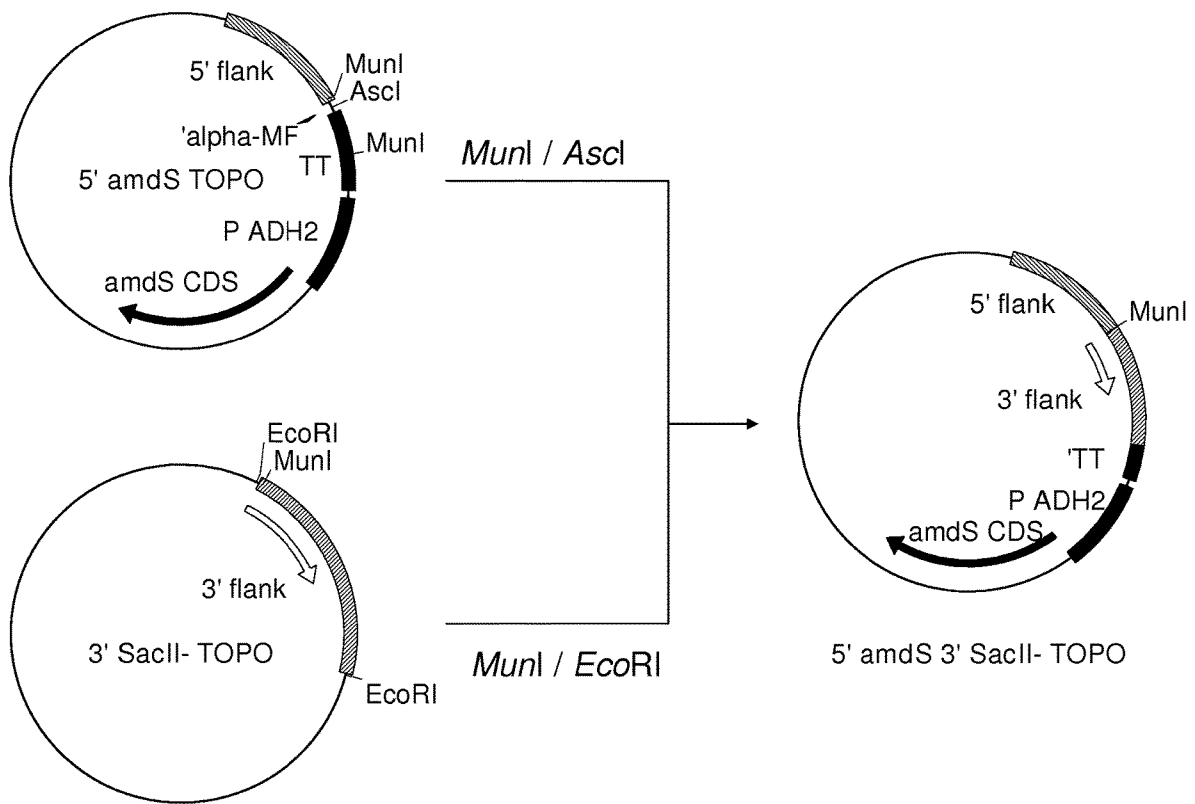 5' flank
MunI
AscI
'alpha-MF
MunI
TT
5' amdS TOPO
P ADH2
amdS CDS
MunI / AscI
EcoRI
MunI
3' flank
3' SacII- TOPO
EcoRI
MunI / EcoRI
5' flank
MunI
3' flank
'TT
P ADH2
amdS CDS
5' amdS 3' SacII- TOPO